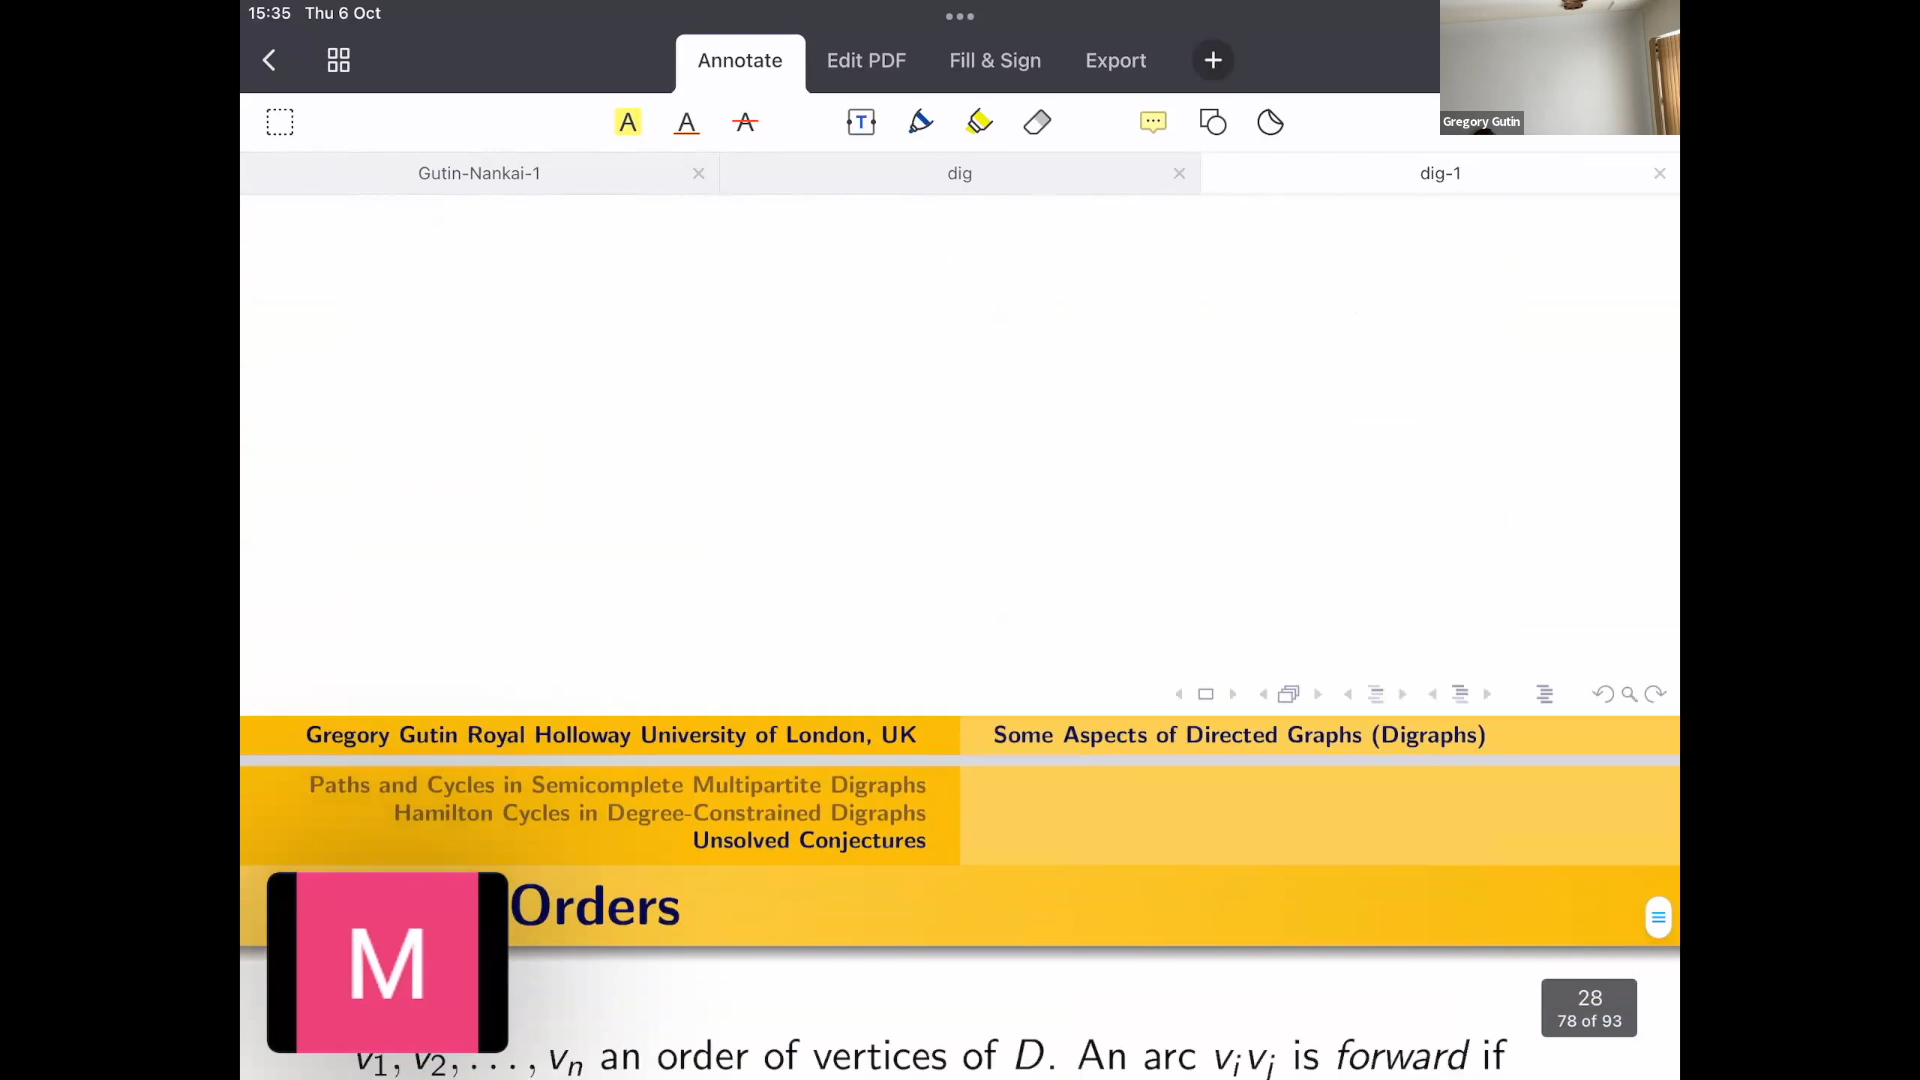 15:35 Thu 6 Oct
Annotate Edit PDF Fill & Sign Export
A A A T
Gregory Gutin
Gutin-Nankai-1 dig dig-1
Gregory Gutin Royal Holloway University of London, UK Some Aspects of Directed Graphs (Digraphs)
Paths and Cycles in Semicomplete Multipartite Digraphs
Hamilton Cycles in Degree-Constrained Digraphs
Unsolved Conjectures
Orders
M
28
78 of 93
v₁, v₂, . . . , vₙ an order of vertices of D. An arc vᵢvⱼ is forward if